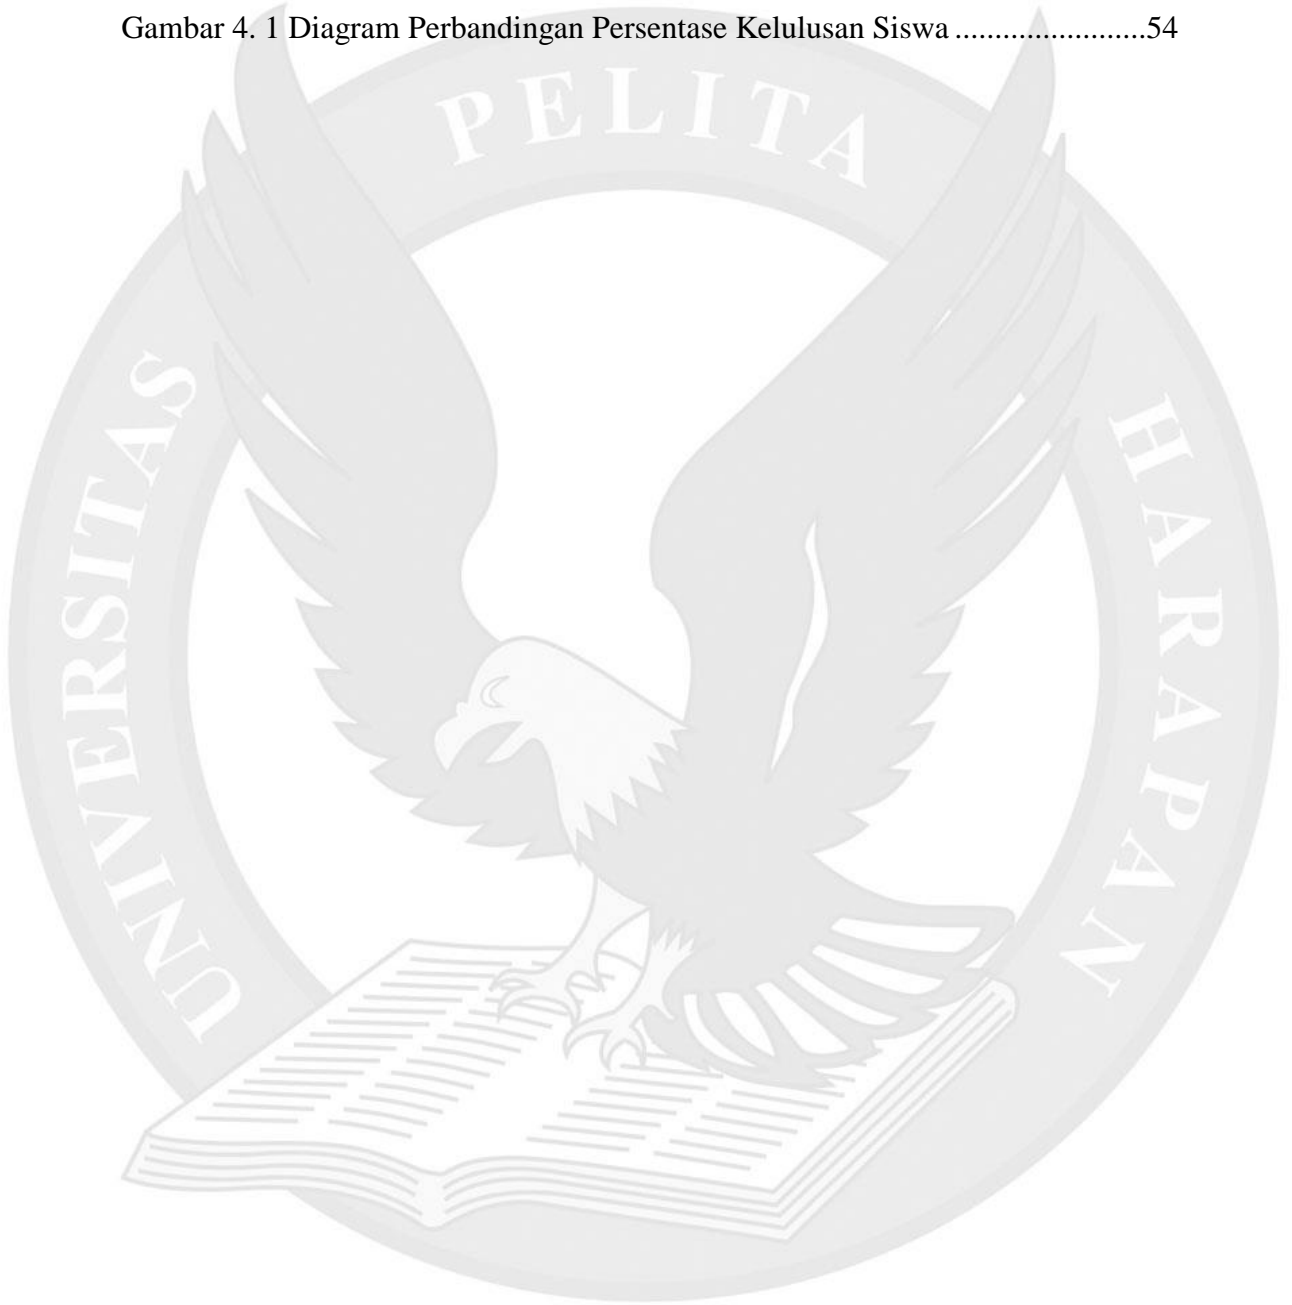 Gambar 4. 1 Diagram Perbandingan Persentase Kelulusan Siswa .......................54
UNIVERSITAS PELITA HARAPAN